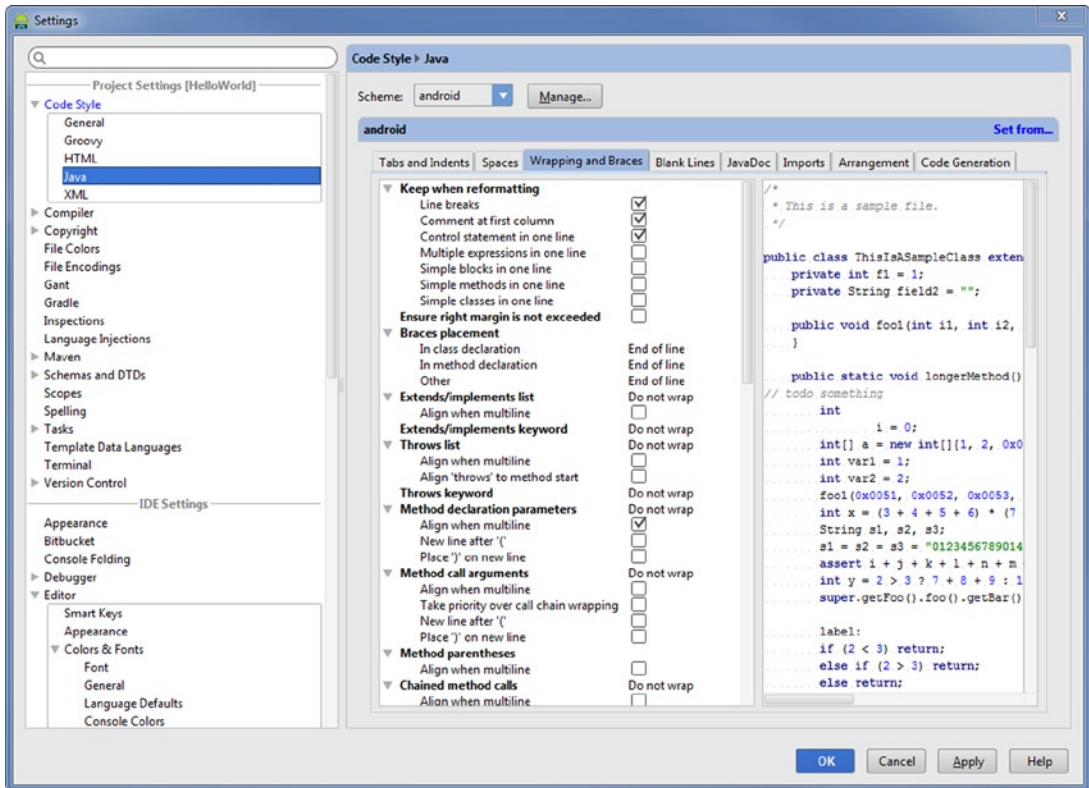 Settings
Project Settings [HelloWorld]
Code Style
General
Groovy
HTML
Java
XML
Compiler
Copyright
File Colors
File Encodings
Gant
Gradle
Inspections
Language Injections
Maven
Schemas and DTDs
Scopes
Spelling
Tasks
Template Data Languages
Terminal
Version Control
IDE Settings
Appearance
Bitbucket
Console Folding
Debugger
Editor
Smart Keys
Appearance
Colors & Fonts
Font
General
Language Defaults
Console Colors
Code Style Java
Scheme: android Manage...
android Set from...
Tabs and Indents Spaces Wrapping and Braces Blank Lines JavaDoc Imports Arrangement Code Generation
Keep when reformatting
Line breaks
Comment at first column
Control statement in one line
Multiple expressions in one line
Simple blocks in one line
Simple methods in one line
Simple classes in one line
Ensure right margin is not exceeded
Braces placement
In class declaration End of line
In method declaration End of line
Other End of line
Extends/implements list Do not wrap
Align when multiline
Extends/implements keyword Do not wrap
Throws list Do not wrap
Align when multiline
Align 'throws' to method start
Throws keyword Do not wrap
Method declaration parameters Do not wrap
Align when multiline
New line after '('
Place ')' on new line
Method call arguments Do not wrap
Align when multiline
Take priority over call chain wrapping
New line after '('
Place ')' on new line
Method parentheses
Align when multiline
Chained method calls Do not wrap
Align when multiline
/*
* This is a sample file.
*/
public class ThisIsASampleClass exten
private int f1 = 1;
private String field2 = "";
public void foo1(int i1, int i2,
}
public static void longerMethod()
// todo something
int
i = 0;
int[] a = new int[]{1, 2, 0x0
int var1 = 1;
int var2 = 2;
foo1(0x0051, 0x0052, 0x0053,
int x = (3 + 4 + 5 + 6) * (7
String s1, s2, s3;
s1 = s2 = s3 = "0123456789014
assert i + j + k + l + n + m
int y = 2 > 3 ? 7 + 8 + 9 : 1
super.getFoo().foo().getBar()
label:
if (2 < 3) return;
else if (2 > 3) return;
else return;
OK Cancel Apply Help